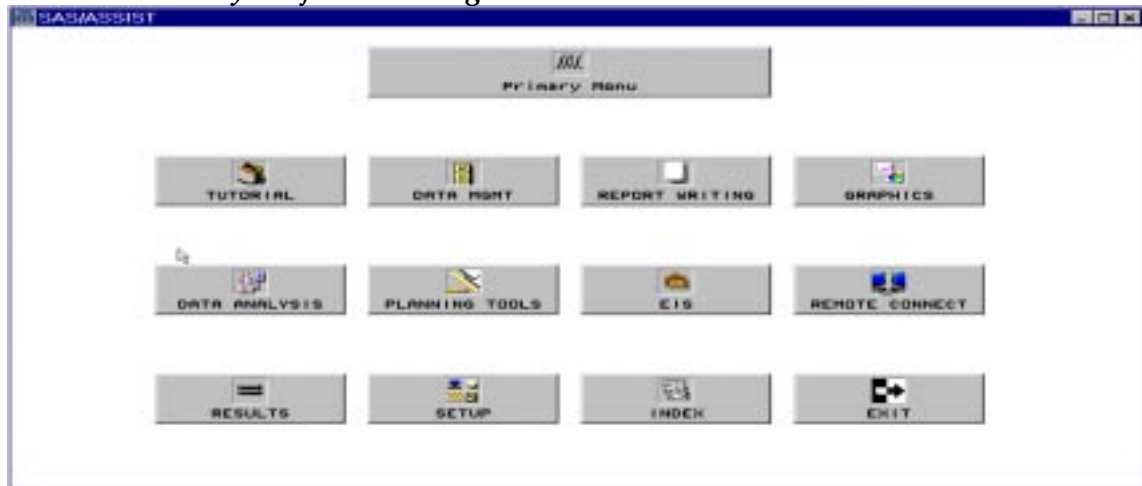 SAS/ASSIST
Primary Menu
TUTORIAL DATA MGMT REPORT WRITING GRAPHICS
DATA ANALYSIS PLANNING TOOLS EIS REMOTE CONNECT
RESULTS SETUP INDEX EXIT